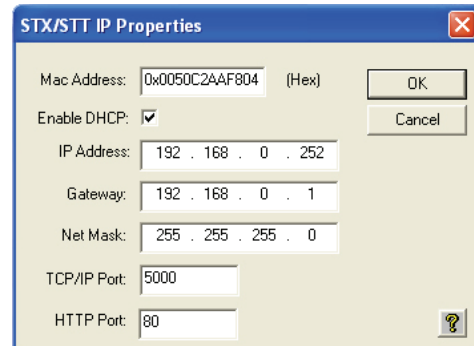 STX/STT IP Properties
Mac Address: 0x0050C2AAF804 (Hex) OK
Enable DHCP: Cancel
IP Address: 192 . 168 . 0 . 252
Gateway: 192 . 168 . 0 . 1
Net Mask: 255 . 255 . 255 . 0
TCP/IP Port: 5000
HTTP Port: 80 ?